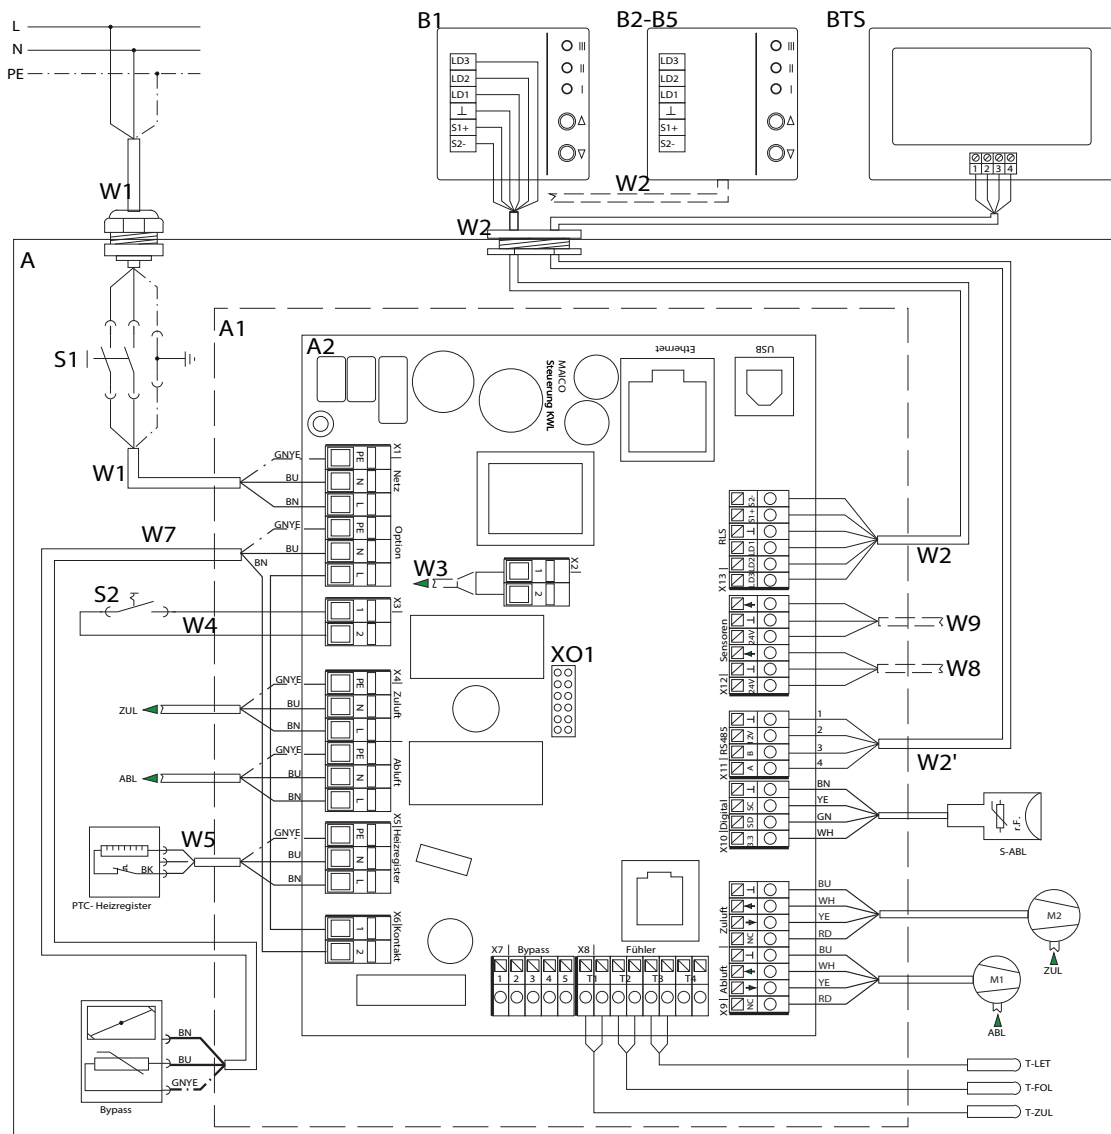 L
N
PE
B1
LD3
LD2
LD1
⊥
S1+
S2-
III
II
I
B2-B5
LD3
LD2
LD1
⊥
S1+
S2-
III
II
I
BTS
1 2 3 4
W1
W2
W2
A
S1
W1
A1
A2
MAICO
Steuerung KWL
Ethernet
USB
GNYE
BU
BN
PE
N
L
X1
Netz
W7
GNYE
BU
BN
PE
N
L
Option
W3
1
2
X2
S2
W4
1
2
X3
XO1
ZUL
GNYE
BU
BN
PE
N
L
X4
Zuluft
ABL
GNYE
BU
BN
PE
N
L
Abluft
W5
BK
PTC- Heizregister
GNYE
BU
BN
PE
N
L
X5
Heizregister
1
2
X6
Kontakt
BN
BU
GNYE
Bypass
X7 Bypass
1 2 3 4 5
X8 Fühler
T1 T2 T3 T4
S2-
S1+
⊥
LD1
LD2
LD3
X13
RLS
W2
⊥
24V
⊥
24V
X12
Sensoren
W9
W8
⊥
12V
B
A
X11
RS485
1
2
3
4
W2'
⊥
SC
SD
3.3
X10
Digital
BN
YE
GN
WH
r.F.
S-ABL
⊥
NC
Zuluft
BU
WH
YE
RD
M2
ZUL
⊥
NC
X9
Abluft
BU
WH
YE
RD
M1
ABL
T-LET
T-FOL
T-ZUL